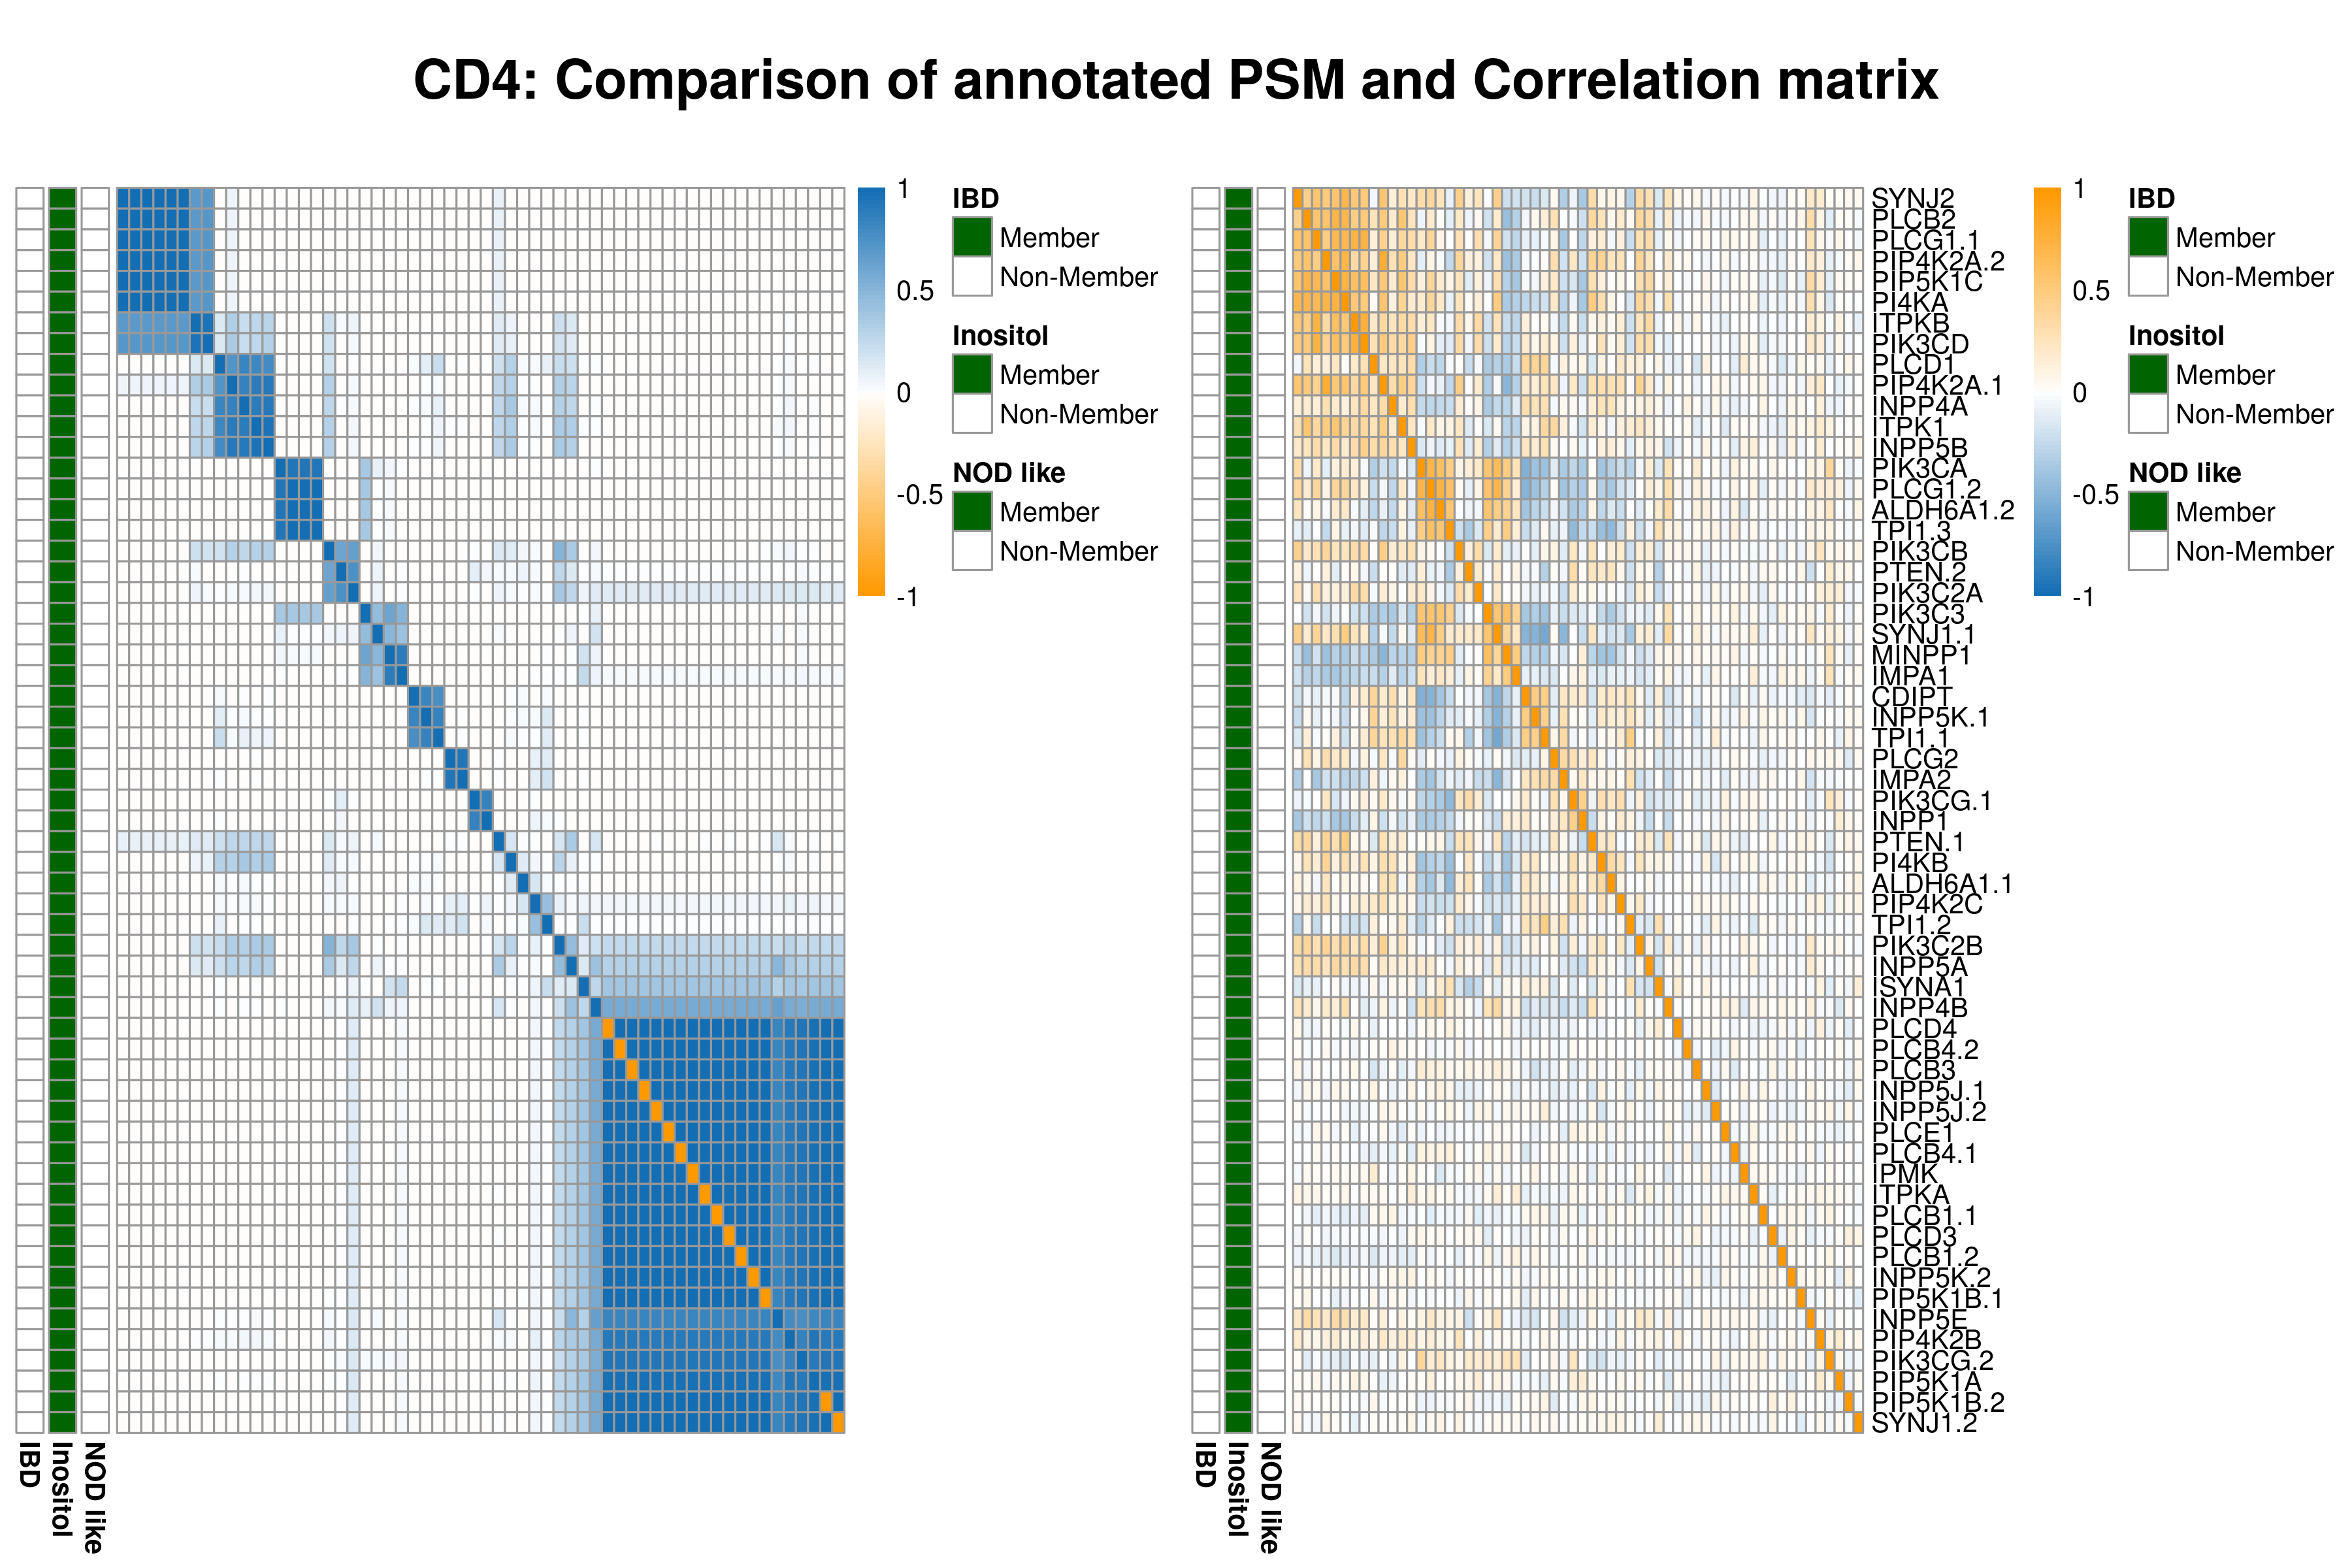 CD4: Comparison of annotated PSM and Correlation matrix
1
0.5
0
-0.5
-1
IBD
Member
Non-Member
Inositol
Member
Non-Member
NOD like
Member
Non-Member
IBD
Inositol
NOD like
SYNJ2
PLCB2
PLCG1.1
PIP4K2A.2
PIP5K1C
PI4KA
ITPKB
PIK3CD
PLCD1
PIP4K2A.1
INPP4A
ITPK1
INPP5B
PIK3CA
PLCG1.2
ALDH6A1.2
TPI1.3
PIK3CB
PTEN.2
PIK3C2A
PIK3C3
SYNJ1.1
MINPP1
IMPA1
CDIPT
INPP5K.1
TPI1.1
PLCG2
IMPA2
PIK3CG.1
INPP1
PTEN.1
PI4KB
ALDH6A1.1
PIP4K2C
TPI1.2
PIK3C2B
INPP5A
ISYNA1
INPP4B
PLCD4
PLCB4.2
PLCB3
INPP5J.1
INPP5J.2
PLCE1
PLCB4.1
IPMK
ITPKA
PLCB1.1
PLCD3
PLCB1.2
INPP5K.2
PIP5K1B.1
INPP5E
PIP4K2B
PIK3CG.2
PIP5K1A
PIP5K1B.2
SYNJ1.2
1
0.5
0
-0.5
-1
IBD
Member
Non-Member
Inositol
Member
Non-Member
NOD like
Member
Non-Member
IBD
Inositol
NOD like